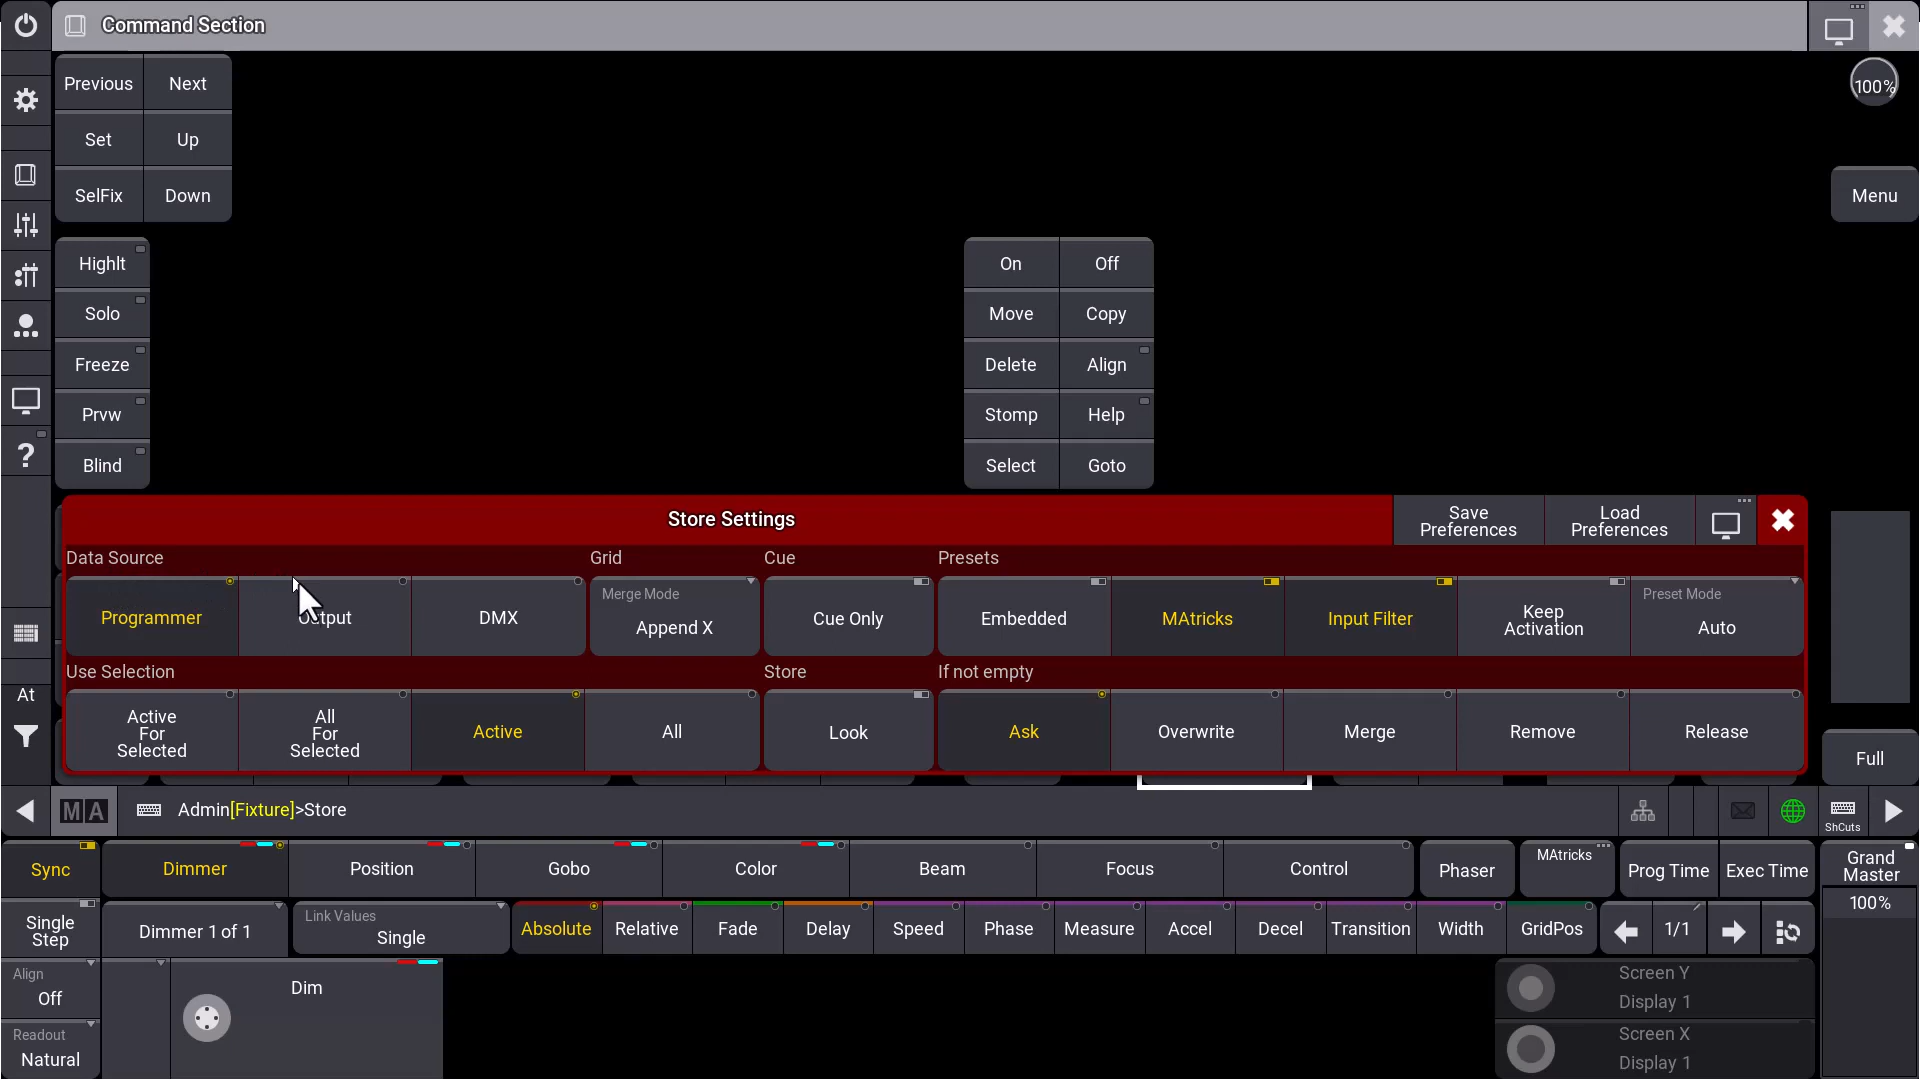 Command Section
Previous
Next
100%
Set
Up
SelFix
Down
Menu
Highlt
On
Off
Solo
Move
Copy
Freeze
Delete
Align
Prvw
Stomp
Help
?
Blind
Select
Goto
Store Settings
Save
Preferences
Load
Preferences
Data Source
Grid
Cue
Presets
Programmer
Output
DMX
Merge Mode
Append X
Cue Only
Embedded
MAtricks
Input Filter
Keep
Activation
Preset Mode
Auto
Use Selection
Store
If not empty
At
Active
For
Selected
All
For
Selected
Active
All
Look
Ask
Overwrite
Merge
Remove
Release
Full
MA
Admin[Fixture]>Store
ShCuts
Sync
Dimmer
Position
Gobo
Color
Beam
Focus
Control
Phaser
MAtricks
Prog Time
Exec Time
Grand
Master
100%
Single
Step
Dimmer 1 of 1
Link Values
Single
Absolute
Relative
Fade
Delay
Speed
Phase
Measure
Accel
Decel
Transition
Width
GridPos
1/1
Align
Off
Dim
Screen Y
Display 1
Readout
Natural
Screen X
Display 1